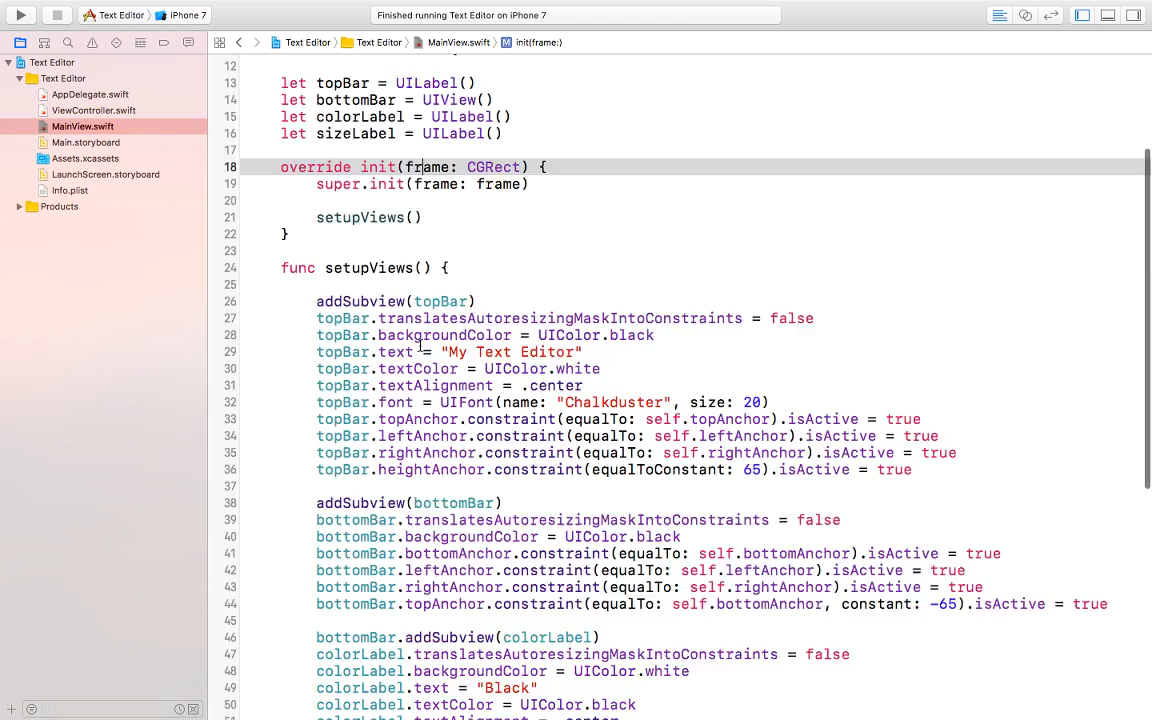 Text Editor iPhone 7
Finished running Text Editor on iPhone 7
Text Editor Text Editor MainView.swift M init(frame:)
Text Editor
Text Editor
AppDelegate.swift
ViewController.swift
MainView.swift
Main.storyboard
Assets.xcassets
LaunchScreen.storyboard
Info.plist
Products
12
13 let topBar = UILabel()
14 let bottomBar = UIView()
15 let colorLabel = UILabel()
16 let sizeLabel = UILabel()
17
18 override init(frame: CGRect) {
19 super.init(frame: frame)
20
21 setupViews()
22 }
23
24 func setupViews() {
25
26 addSubview(topBar)
27 topBar.translatesAutoresizingMaskIntoConstraints = false
28 topBar.backgroundColor = UIColor.black
29 topBar.text = "My Text Editor"
30 topBar.textColor = UIColor.white
31 topBar.textAlignment = .center
32 topBar.font = UIFont(name: "Chalkduster", size: 20)
33 topBar.topAnchor.constraint(equalTo: self.topAnchor).isActive = true
34 topBar.leftAnchor.constraint(equalTo: self.leftAnchor).isActive = true
35 topBar.rightAnchor.constraint(equalTo: self.rightAnchor).isActive = true
36 topBar.heightAnchor.constraint(equalToConstant: 65).isActive = true
37
38 addSubview(bottomBar)
39 bottomBar.translatesAutoresizingMaskIntoConstraints = false
40 bottomBar.backgroundColor = UIColor.black
41 bottomBar.bottomAnchor.constraint(equalTo: self.bottomAnchor).isActive = true
42 bottomBar.leftAnchor.constraint(equalTo: self.leftAnchor).isActive = true
43 bottomBar.rightAnchor.constraint(equalTo: self.rightAnchor).isActive = true
44 bottomBar.topAnchor.constraint(equalTo: self.bottomAnchor, constant: -65).isActive = true
45
46 bottomBar.addSubview(colorLabel)
47 colorLabel.translatesAutoresizingMaskIntoConstraints = false
48 colorLabel.backgroundColor = UIColor.white
49 colorLabel.text = "Black"
50 colorLabel.textColor = UIColor.black